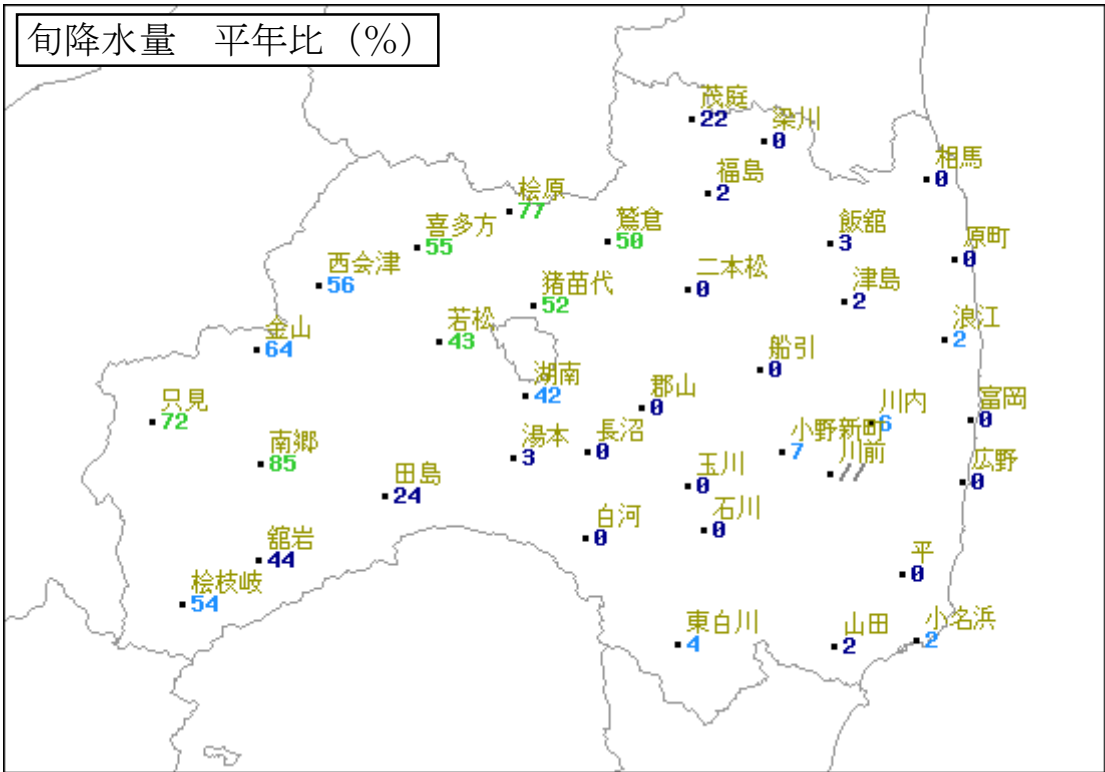 旬降水量　平年比（％）
茂庭
22
梁川
0
福島
2
相馬
0
桧原
77
鷲倉
50
喜多方
55
飯舘
3
原町
0
西会津
56
二本松
0
津島
2
猪苗代
52
若松
43
浪江
2
金山
64
船引
0
湖南
42
郡山
0
只見
72
川内
6
富岡
0
南郷
85
湯本
3
長沼
0
小野新町
7
川前
//
田島
24
玉川
0
広野
0
石川
0
白河
0
舘岩
44
平
0
桧枝岐
54
東白川
4
山田
2
小名浜
2